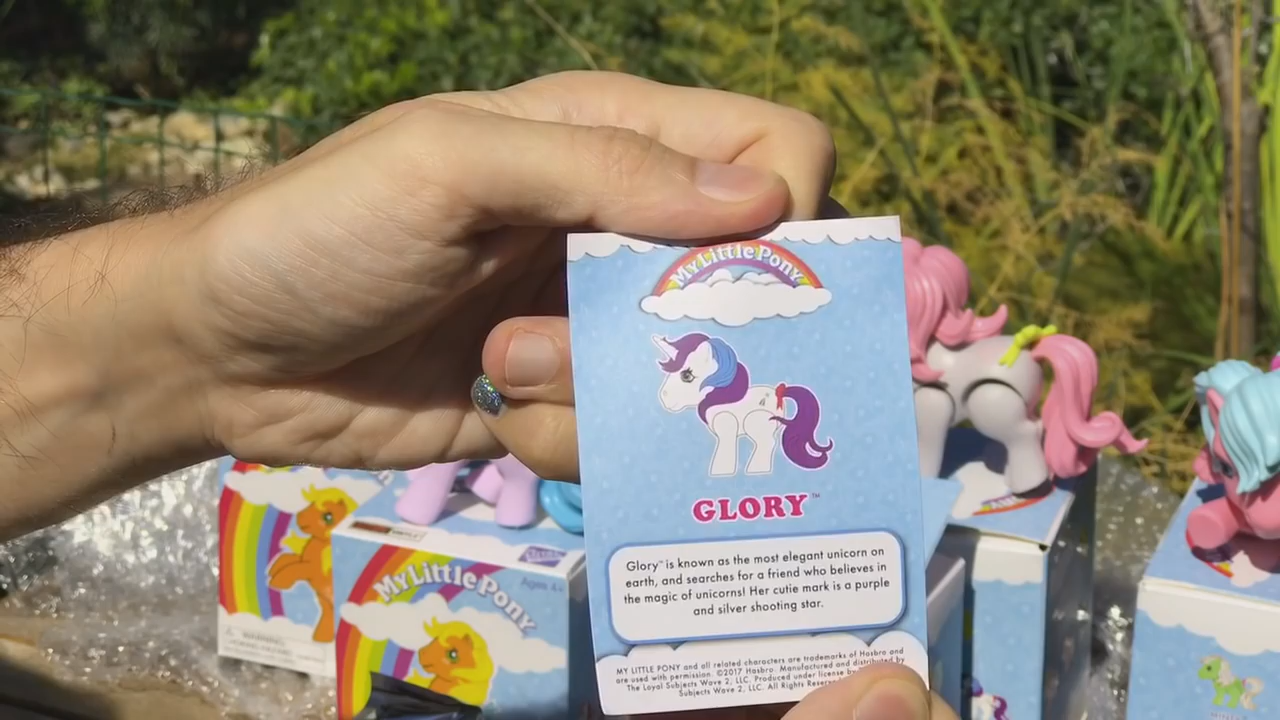 My Little Pony
GLORY™
Glory™ is known as the most elegant unicorn on
earth, and searches for a friend who believes in
the magic of unicorns! Her cutie mark is a purple
and silver shooting star.
MY LITTLE PONY and all related characters are trademarks of Hasbro and
are used with permission. ©2017 Hasbro. Manufactured and distributed by
The Loyal Subjects Wave 2, LLC. Produced under license by
Subjects Wave 2, LLC. All Rights
My Little Pony
Ages 4+
WARNING